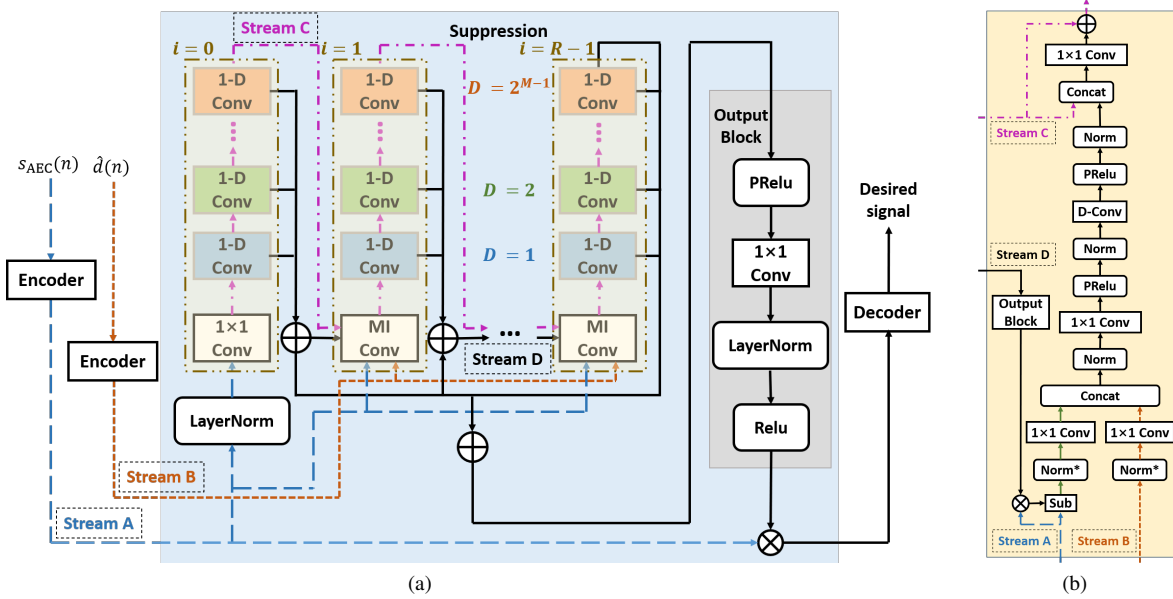 Stream C
Suppression
i = 0
i = 1
i = R − 1
1-D
Conv
1-D
Conv
1-D
Conv
D = 2^{M−1}
1-D
Conv
1-D
Conv
1-D
Conv
D = 2
1-D
Conv
1-D
Conv
1-D
Conv
D = 1
1×1
Conv
MI
Conv
...
MI
Conv
Stream D
s_{AEC}(n)
d̂(n)
Encoder
Encoder
LayerNorm
Stream B
Stream A
Output
Block
PRelu
1×1
Conv
LayerNorm
Relu
Desired
signal
Decoder
(a)
1×1 Conv
Concat
Stream C
Norm
PRelu
D-Conv
Norm
Stream D
PRelu
Output
Block
1×1 Conv
Norm
Concat
1×1 Conv
1×1 Conv
Norm*
Norm*
Sub
Stream A
Stream B
(b)